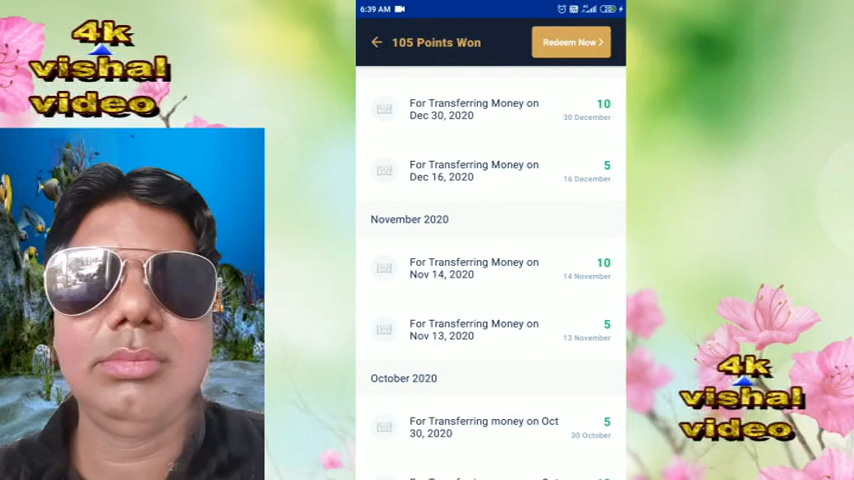 4k
vishal
video
6:39 AM
105 Points Won
Redeem Now
For Transferring Money on
Dec 30, 2020
10
30 December
For Transferring Money on
Dec 16, 2020
5
16 December
November 2020
For Transferring Money on
Nov 14, 2020
10
14 November
For Transferring Money on
Nov 13, 2020
5
13 November
October 2020
For Transferring money on Oct
30, 2020
5
30 October
4k
vishal
video